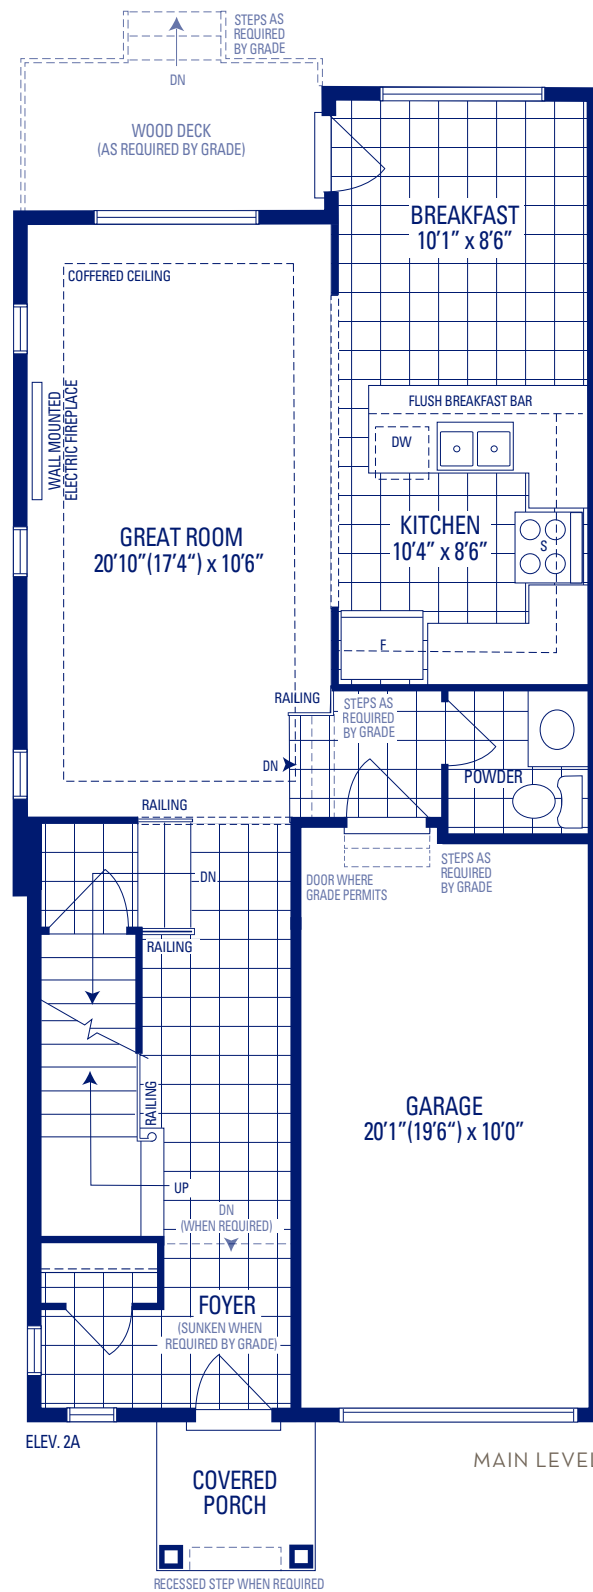 STEPS AS
REQUIRED
BY GRADE
DN
WOOD DECK
(AS REQUIRED BY GRADE)
BREAKFAST
10'1" x 8'6"
COFFERED CEILING
WALL MOUNTED
ELECTRIC FIREPLACE
FLUSH BREAKFAST BAR
DW
KITCHEN
10'4" x 8'6"
S
GREAT ROOM
20'10"(17'4") x 10'6"
F
RAILING
STEPS AS
REQUIRED
BY GRADE
DN
POWDER
RAILING
DN
DOOR WHERE
GRADE PERMITS
STEPS AS
REQUIRED
BY GRADE
RAILING
RAILING
GARAGE
20'1"(19'6") x 10'0"
UP
DN
(WHEN REQUIRED)
FOYER
(SUNKEN WHEN
REQUIRED BY GRADE)
ELEV. 2A
MAIN LEVEL
COVERED
PORCH
RECESSED STEP WHEN REQUIRED